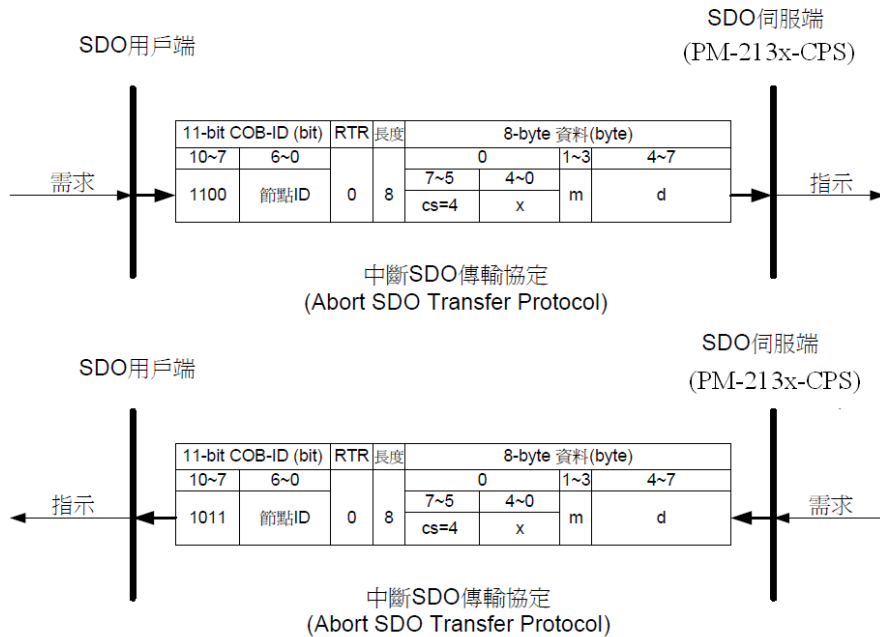 SDO用戶端
SDO伺服端
(PM-213x-CPS)
11-bit COB-ID (bit) RTR 長度 8-byte 資料(byte)
10~7 6~0 0 1~3 4~7
7~5 4~0
需求 1100 節點ID 0 8 cs=4 x m d 指示
中斷SDO傳輸協定
(Abort SDO Transfer Protocol)
SDO用戶端
SDO伺服端
(PM-213x-CPS)
11-bit COB-ID (bit) RTR 長度 8-byte 資料(byte)
10~7 6~0 0 1~3 4~7
7~5 4~0
指示 1011 節點ID 0 8 cs=4 x m d 需求
中斷SDO傳輸協定
(Abort SDO Transfer Protocol)